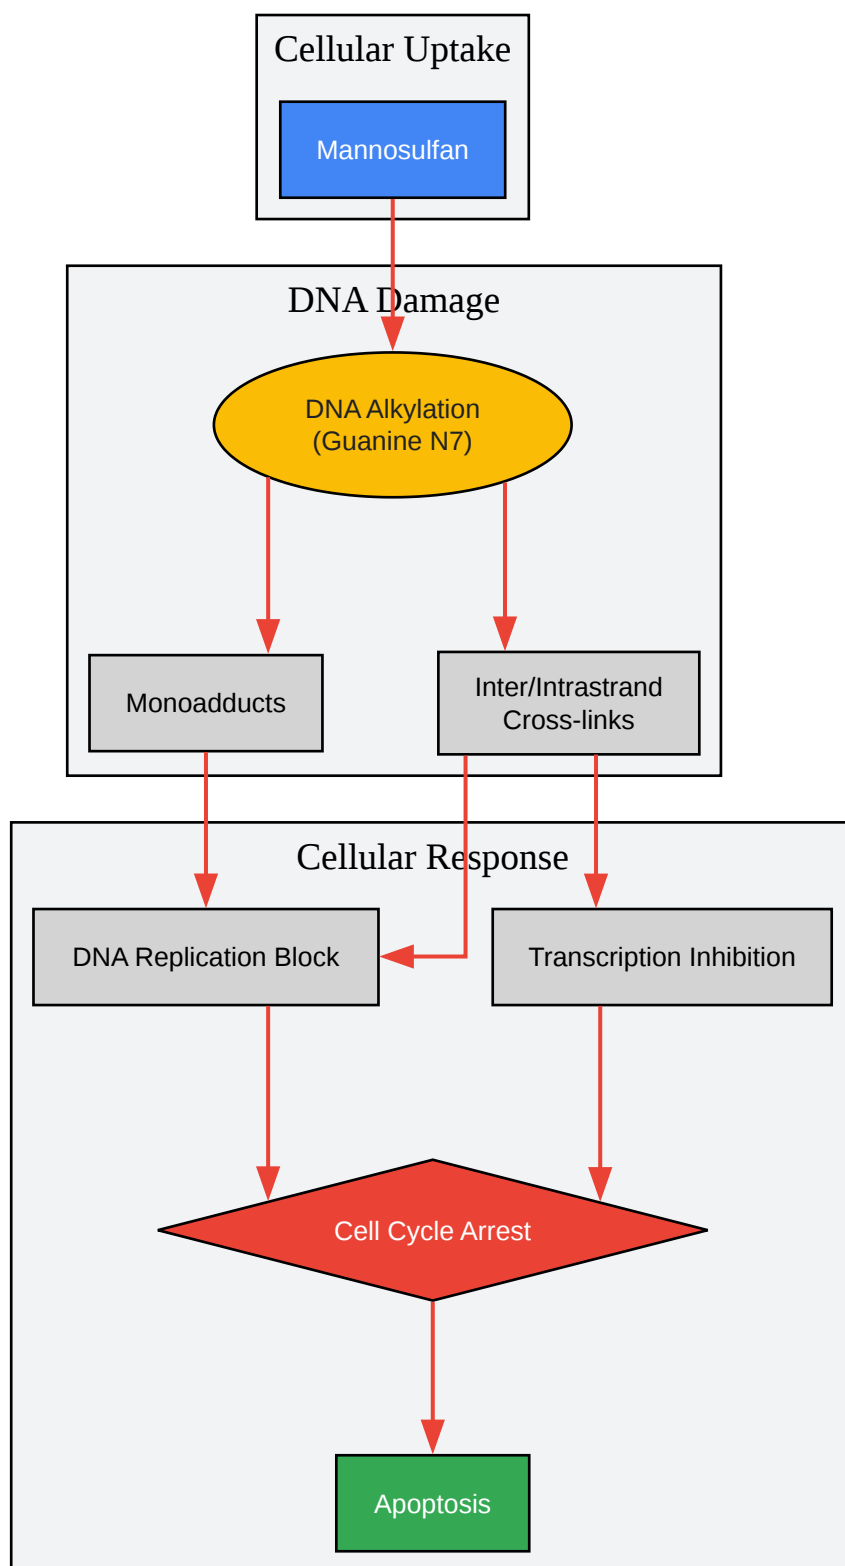 Cellular Uptake
Mannosulfan
DNA Damage
DNA Alkylation
(Guanine N7)
Monoadducts
Inter/Intrastrand
Cross-links
Cellular Response
DNA Replication Block
Transcription Inhibition
Cell Cycle Arrest
Apoptosis